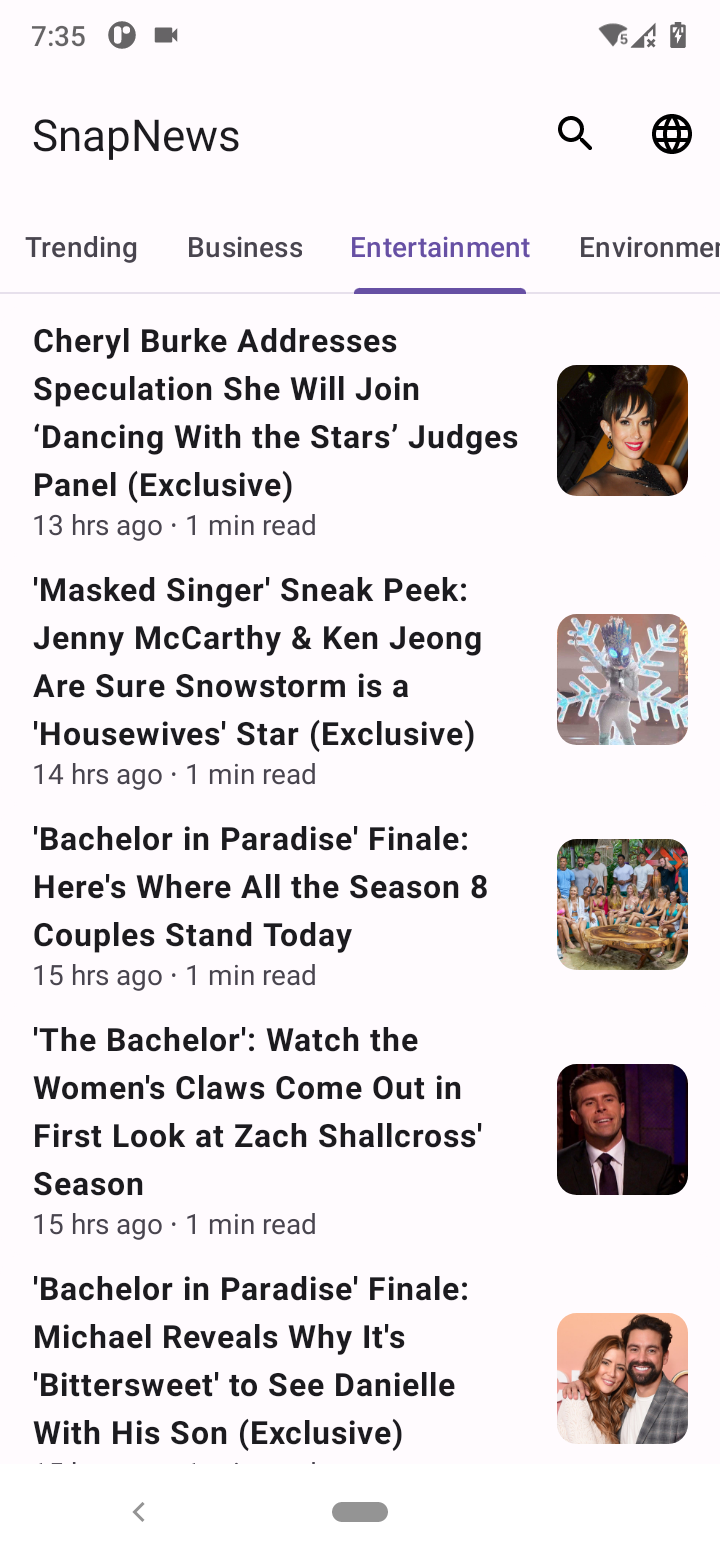 7:35
SnapNews
Trending Business Entertainment Environmen
Cheryl Burke Addresses
Speculation She Will Join
‘Dancing With the Stars’ Judges
Panel (Exclusive)
13 hrs ago · 1 min read
'Masked Singer' Sneak Peek:
Jenny McCarthy & Ken Jeong
Are Sure Snowstorm is a
'Housewives' Star (Exclusive)
14 hrs ago · 1 min read
'Bachelor in Paradise' Finale:
Here's Where All the Season 8
Couples Stand Today
15 hrs ago · 1 min read
'The Bachelor': Watch the
Women's Claws Come Out in
First Look at Zach Shallcross'
Season
15 hrs ago · 1 min read
'Bachelor in Paradise' Finale:
Michael Reveals Why It's
'Bittersweet' to See Danielle
With His Son (Exclusive)